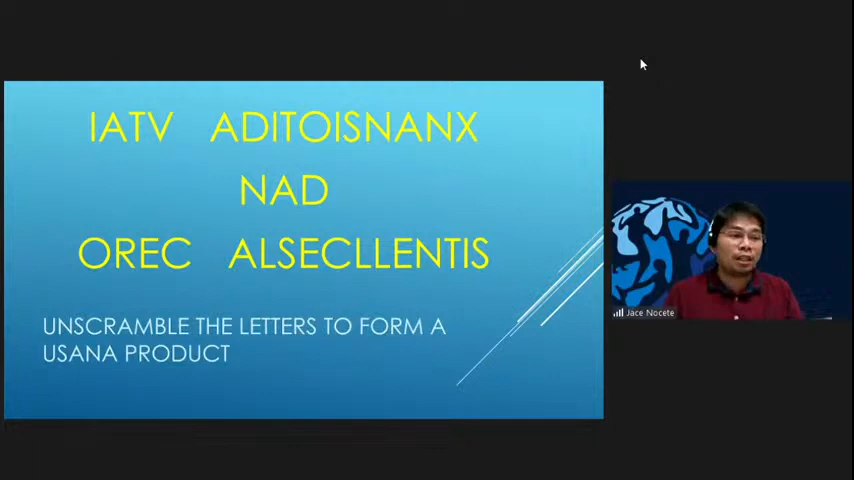 IATV ADITOISNANX
NAD
OREC ALSECLLENTIS
UNSCRAMBLE THE LETTERS TO FORM A
USANA PRODUCT
Jace Nocete